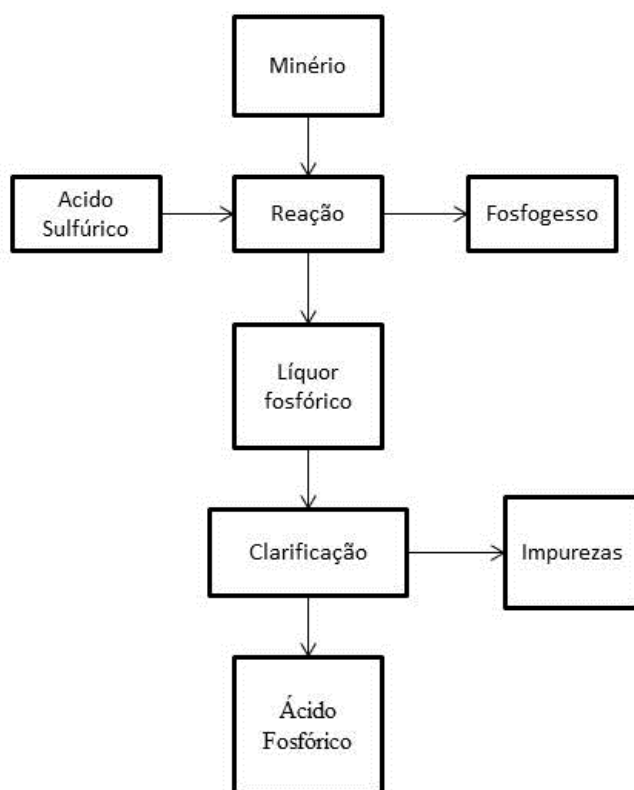 Minério
Acido
Sulfúrico
Reação
Fosfogesso
Líquor
fosfórico
Clarificação
Impurezas
Ácido
Fosfórico